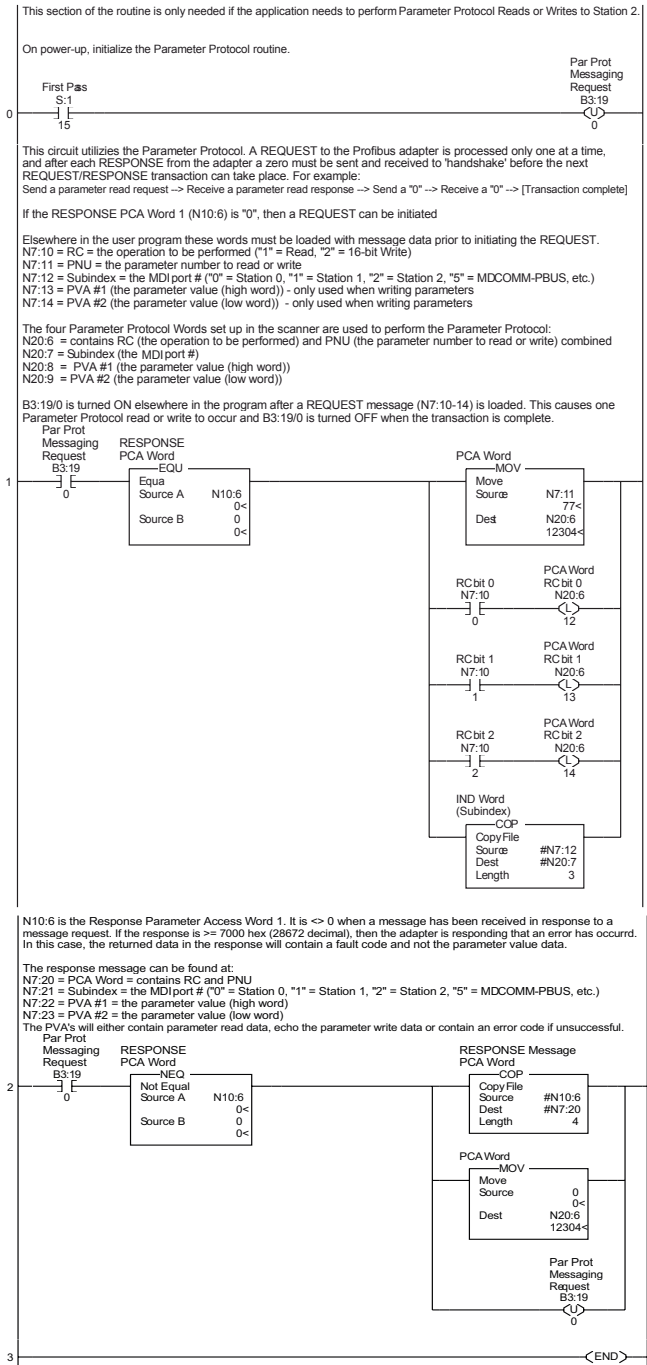 This section of the routine is only needed if the application needs to perform Parameter Protocol Reads or Writes to Station 2.
On power-up, initialize the Parameter Protocol routine.
Par Prot
Messaging
Request
First Pass
S:1
B3:19
0
U
15
0
This circuit utiliyies the Parameter Protocol. A REQUEST to the Profibus adapter is processed only one at a time,
and after each RESPONSE from the adapter a zero must be sent and received to 'handshake' before the next
REQUEST/RESPONSE transaction can take place. For example:
Send a parameter read request --> Receive a parameter read response --> Send a "0" --> Receive a "0" --> [Transaction complete]
If the RESPONSE PCA Word 1 (N10:6) is "0", then a REQUEST can be initiated
Elsewhere in the user program these words must be loaded with message data prior to initiating the REQUEST.
N7:10 = RC = the operation to be performed ("1" = Read, "2" = 16-bit Write)
N7:11 = PNU = the parameter number to read or write
N7:12 = Subindex = the MDI port # ("0" = Station 0, "1" = Station 1, "2" = Station 2, "5" = MDCOMM-PBUS, etc.)
N7:13 = PVA #1 (the parameter value (high word)) - only used when writing parameters
N7:14 = PVA #2 (the parameter value (low word)) - only used when writing parameters
The four Parameter Protocol Words set up in the scanner are used to perform the Parameter Protocol:
N20:6 = contains RC (the operation to be performed) and PNU (the parameter number to read or write) combined
N20:7 = Subindex (the MDI port #)
N20:8 = PVA #1 (the parameter value (high word))
N20:9 = PVA #2 (the parameter value (low word))
B3:19/0 is turned ON elsewhere in the program after a REQUEST message (N7:10-14) is loaded. This causes one
Parameter Protocol read or write to occur and B3:19/0 is turned OFF when the transaction is complete.
Par Prot
Messaging
Request
B3:19
0
1
RESPONSE
PCA Word
EQU
Equa
Source A N10:6
0<
Source B 0
0<
PCA Word
MOV
Move
Source N7:11
77<
Dest N20:6
12304<
RC bit 0
N7:10
0
PCA Word
RC bit 0
N20:6
L
12
RC bit 1
N7:10
1
PCA Word
RC bit 1
N20:6
L
13
RC bit 2
N7:10
2
PCA Word
RC bit 2
N20:6
L
14
IND Word
(Subindex)
COP
Copy File
Source #N7:12
Dest #N20:7
Length 3
N10:6 is the Response Parameter Access Word 1. It is <> 0 when a message has been received in response to a
message request. If the response is >= 7000 hex (28672 decimal), then the adapter is responding that an error has occurrd.
In this case, the returned data in the response will contain a fault code and not the parameter value data.
The response message can be found at:
N7:20 = PCA Word = contains RC and PNU
N7:21 = Subindex = the MDI port # ("0" = Station 0, "1" = Station 1, "2" = Station 2, "5" = MDCOMM-PBUS, etc.)
N7:22 = PVA #1 = the parameter value (high word)
N7:23 = PVA #2 = the parameter value (low word)
The PVA's will either contain parameter read data, echo the parameter write data or contain an error code if unsuccessful.
Par Prot
Messaging
Request
B3:19
0
2
RESPONSE
PCA Word
NEQ
Not Equal
Source A N10:6
0<
Source B 0
0<
RESPONSE Message
PCA Word
COP
Copy File
Source #N10:6
Dest #N7:20
Length 4
PCA Word
MOV
Move
Source 0
0<
Dest N20:6
12304<
Par Prot
Messaging
Request
B3:19
U
0
3
END